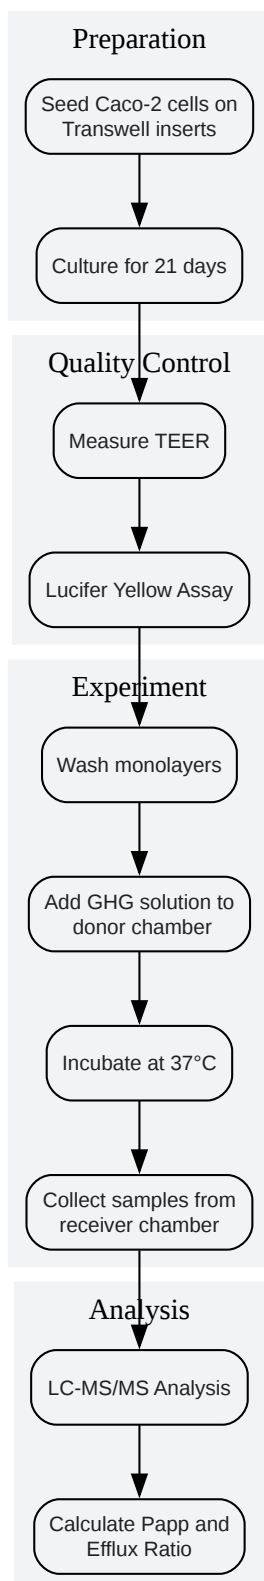 Preparation
Seed Caco-2 cells on
Transwell inserts
Culture for 21 days
Quality Control
Measure TEER
Lucifer Yellow Assay
Experiment
Wash monolayers
Add GHG solution to
donor chamber
Incubate at 37°C
Collect samples from
receiver chamber
Analysis
LC-MS/MS Analysis
Calculate Papp and
Efflux Ratio